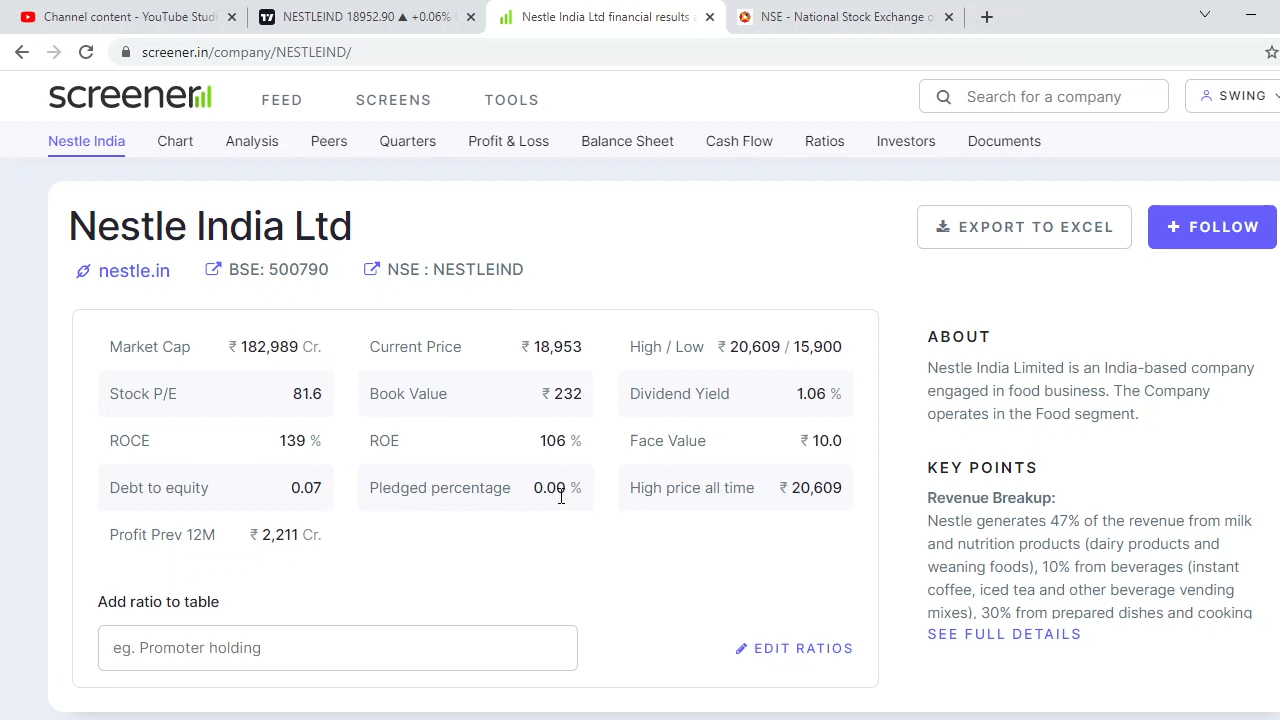 Channel content - YouTube Studi
NESTLEIND 18952.90 ▲ +0.06%
Nestle India Ltd financial results a
NSE - National Stock Exchange o
screener.in/company/NESTLEIND/
screener
FEED
SCREENS
TOOLS
Search for a company
SWING
Nestle India
Chart
Analysis
Peers
Quarters
Profit & Loss
Balance Sheet
Cash Flow
Ratios
Investors
Documents
Nestle India Ltd
EXPORT TO EXCEL
+ FOLLOW
nestle.in
BSE: 500790
NSE : NESTLEIND
Market Cap ₹ 182,989 Cr.
Current Price ₹ 18,953
High / Low ₹ 20,609 / 15,900
Stock P/E 81.6
Book Value ₹ 232
Dividend Yield 1.06 %
ROCE 139 %
ROE 106 %
Face Value ₹ 10.0
Debt to equity 0.07
Pledged percentage 0.00 %
High price all time ₹ 20,609
Profit Prev 12M ₹ 2,211 Cr.
Add ratio to table
eg. Promoter holding
EDIT RATIOS
ABOUT
Nestle India Limited is an India-based company
engaged in food business. The Company
operates in the Food segment.
KEY POINTS
Revenue Breakup:
Nestle generates 47% of the revenue from milk
and nutrition products (dairy products and
weaning foods), 10% from beverages (instant
coffee, iced tea and other beverage vending
mixes), 30% from prepared dishes and cooking
SEE FULL DETAILS